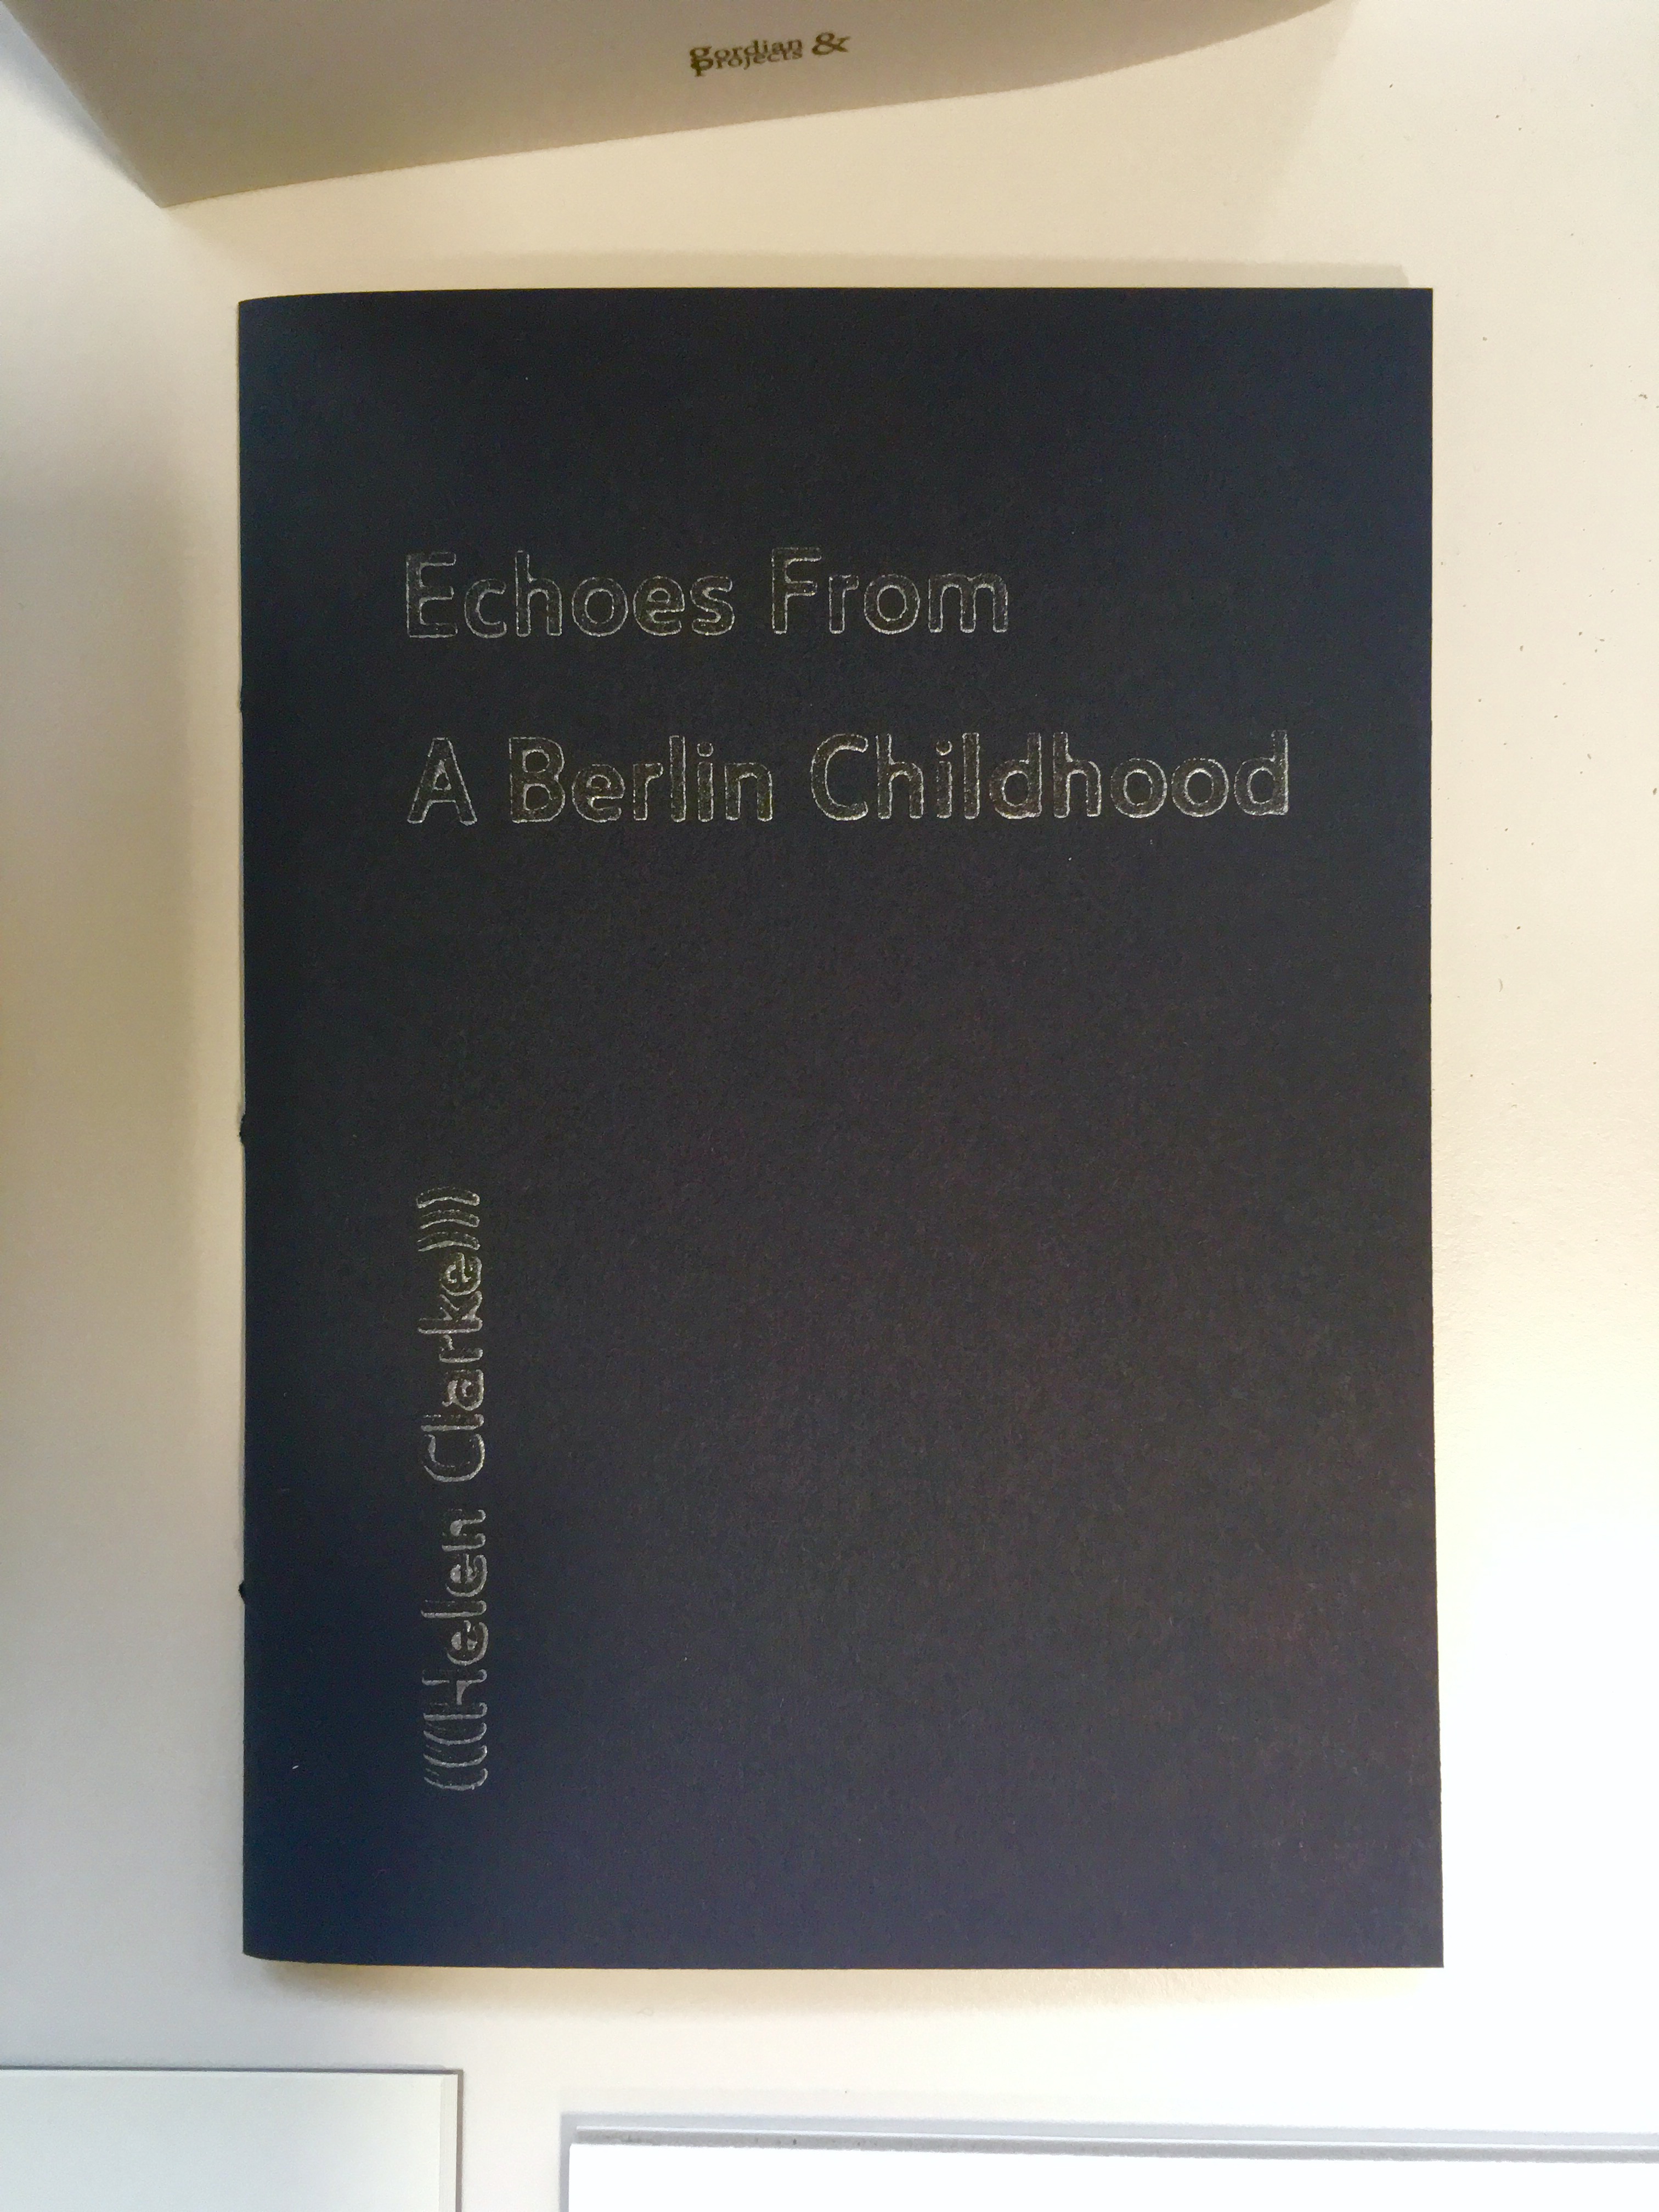 gordian &
projects
Echoes From
A Berlin Childhood
(((Helen Clarke)))